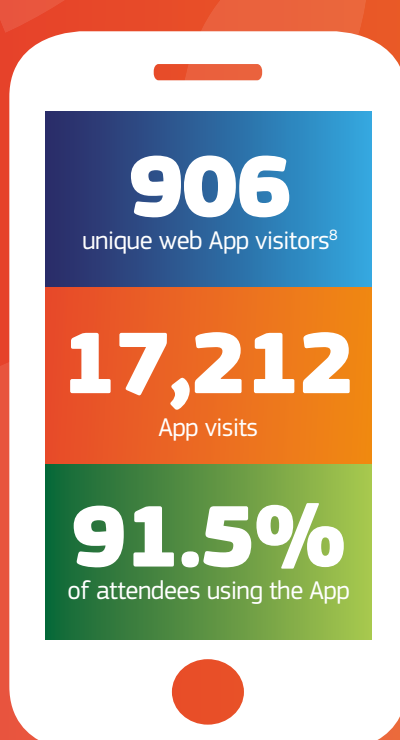 906
unique web App visitors⁸
17,212
App visits
91.5%
of attendees using the App